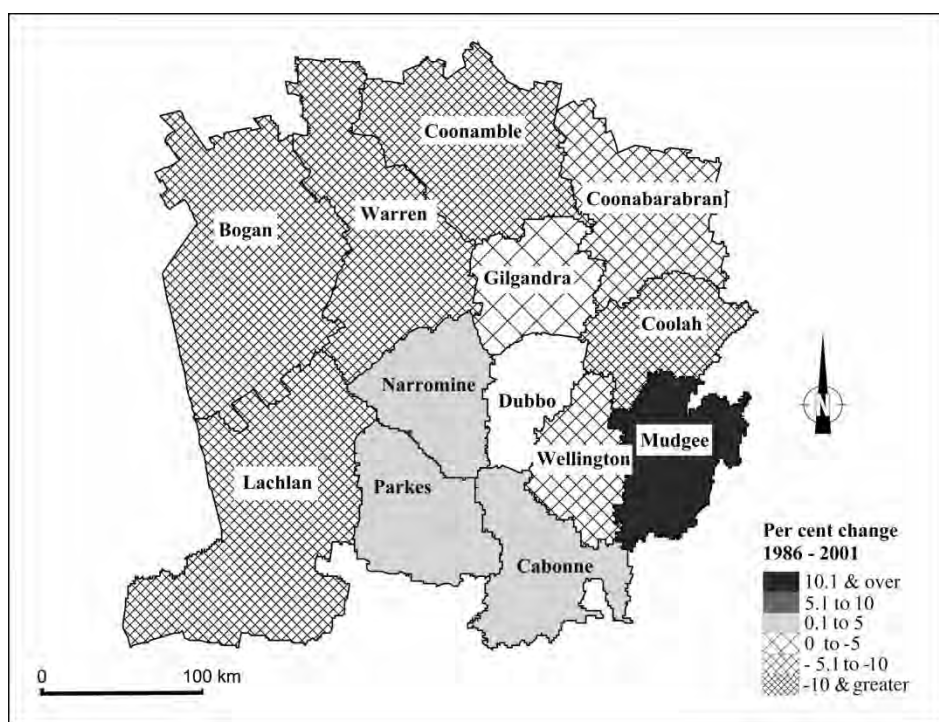 Coonamble
Coonabarabran
Warren
Bogan
Gilgandra
Coolah
Narromine
Dubbo
N
Mudgee
Wellington
Lachlan
Parkes
Cabonne
Per cent change
1986 - 2001
10.1 & over
5.1 to 10
0.1 to 5
0 to -5
- 5.1 to -10
-10 & greater
0 100 km